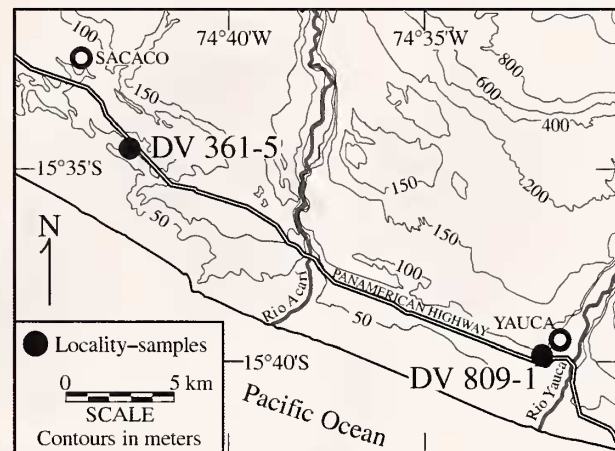 74°40'W
74°35'W
100
SACACO
150
800
600
400
100
DV 361-5
15°35'S
150
150
200
50
150
N
Rio Acari
PANAMERICAN HIGHWAY
100
50
YAUCA
Locality-samples
15°40'S
DV 809-1
Rio Yauca
0 5 km
SCALE
Contours in meters
Pacific Ocean